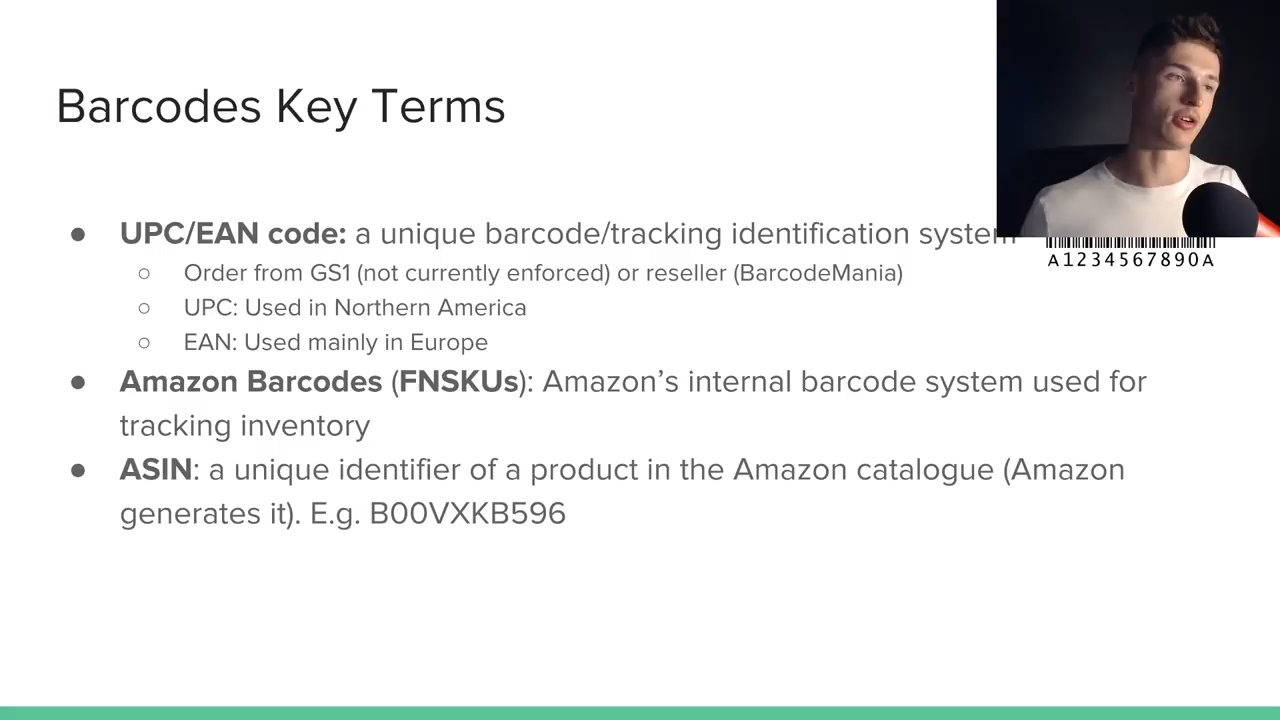 Barcodes Key Terms
● UPC/EAN code: a unique barcode/tracking identification system
A1234567890A
○ Order from GS1 (not currently enforced) or reseller (BarcodeMania)
○ UPC: Used in Northern America
○ EAN: Used mainly in Europe
● Amazon Barcodes (FNSKUs): Amazon’s internal barcode system used for
tracking inventory
● ASIN: a unique identifier of a product in the Amazon catalogue (Amazon
generates it). E.g. B00VXKB596